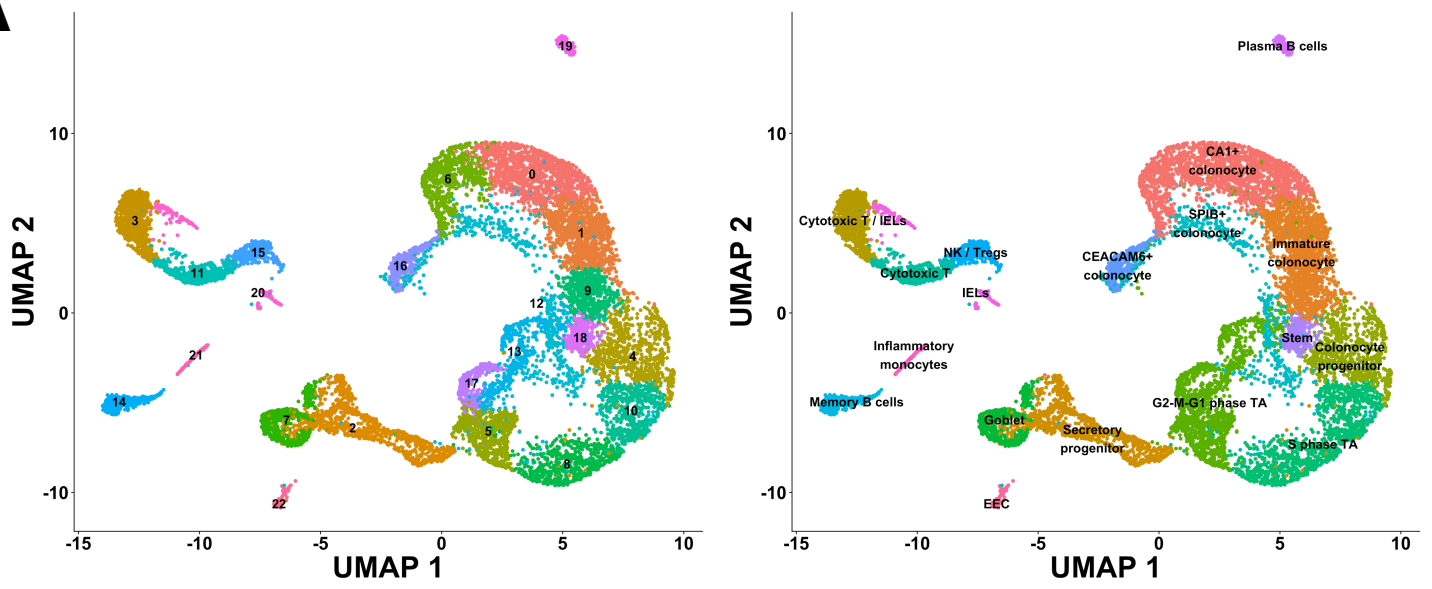 A
19
Plasma B cells
10
10
6
0
CA1+
colonocyte
3
1
15
16
11
Cytotoxic T / IELs
SPIB+
colonocyte
NK / Tregs
CEACAM6+
colonocyte
Cytotoxic T
Immature
colonocyte
20
9
12
IELs
0
0
18
13
4
21
17
Stem
Colonocyte
progenitor
Inflammatory
monocytes
14
10
7
2
5
8
Memory B cells
G2-M-G1 phase TA
Goblet
Secretory
progenitor
S phase TA
-10
-10
22
EEC
-15
-10
-5
0
5
10
-15
-10
-5
0
5
10
UMAP 1
UMAP 1
UMAP 2
UMAP 2